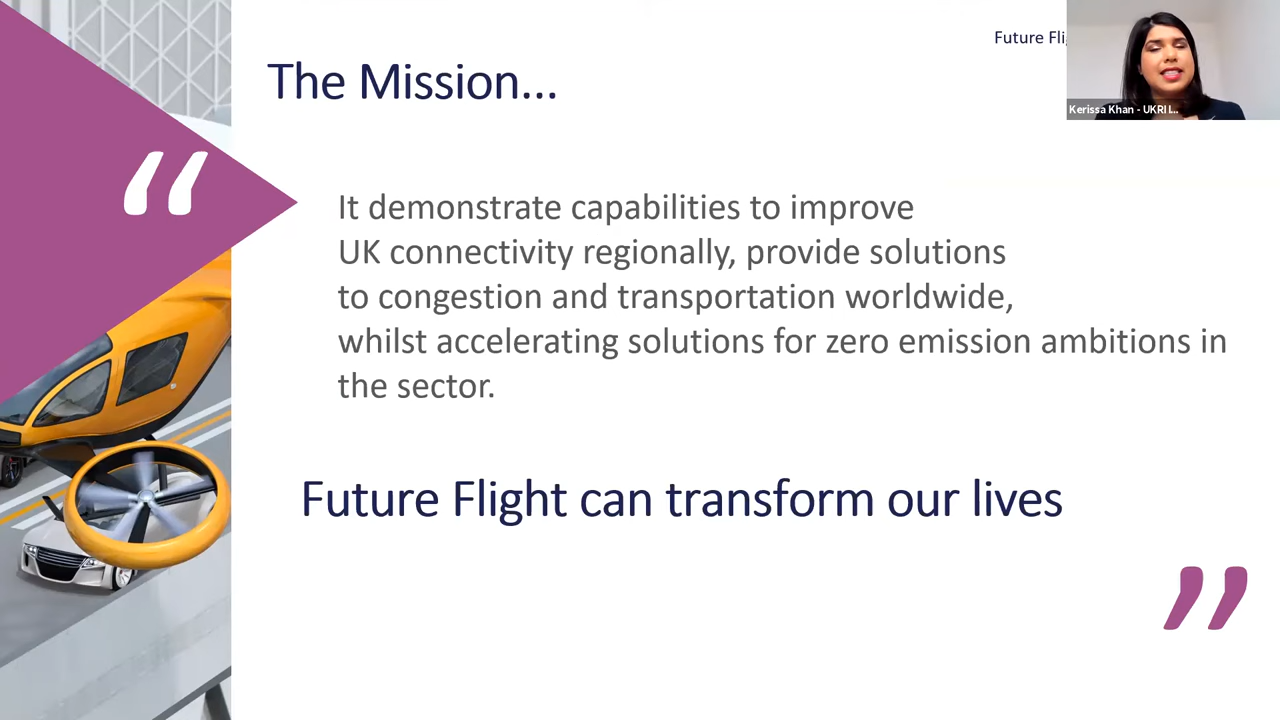 Future
The Mission...
Kerissa Khan - UKRI I...
“
It demonstrate capabilities to improve
UK connectivity regionally, provide solutions
to congestion and transportation worldwide,
whilst accelerating solutions for zero emission ambitions in
the sector.
Future Flight can transform our lives
”